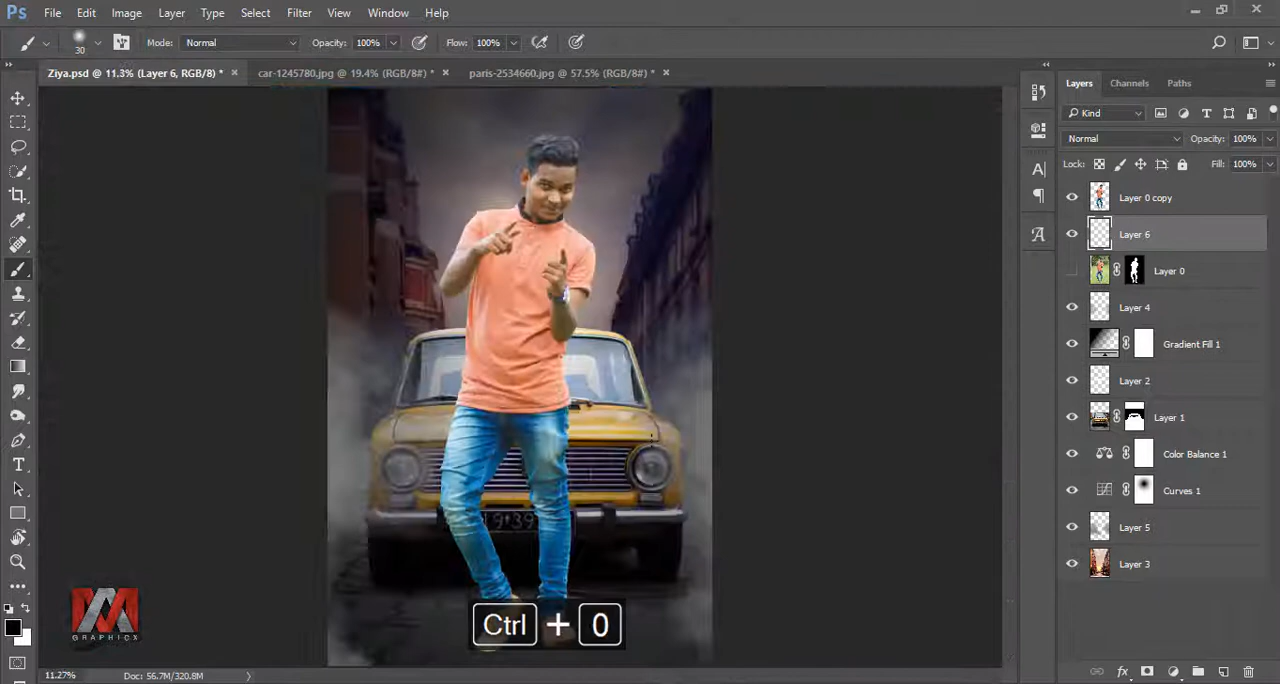 Ps File Edit Image Layer Type Select Filter View Window Help
30 Mode: Normal Opacity: 100% Flow: 100%
Ziya.psd @ 11.3% (Layer 6, RGB/8) * × car-1245780.jpg @ 19.4% (RGB/8#) * × paris-2534660.jpg @ 57.5% (RGB/8#) * ×
Layers Channels Paths
Kind
Normal Opacity: 100%
Lock: Fill: 100%
Layer 0 copy
Layer 6
Layer 0
Layer 4
Gradient Fill 1
Layer 2
Layer 1
Color Balance 1
Curves 1
Layer 5
Layer 3
GRAPHICX
Ctrl + 0
11.27% Doc: 56.7M/320.8M